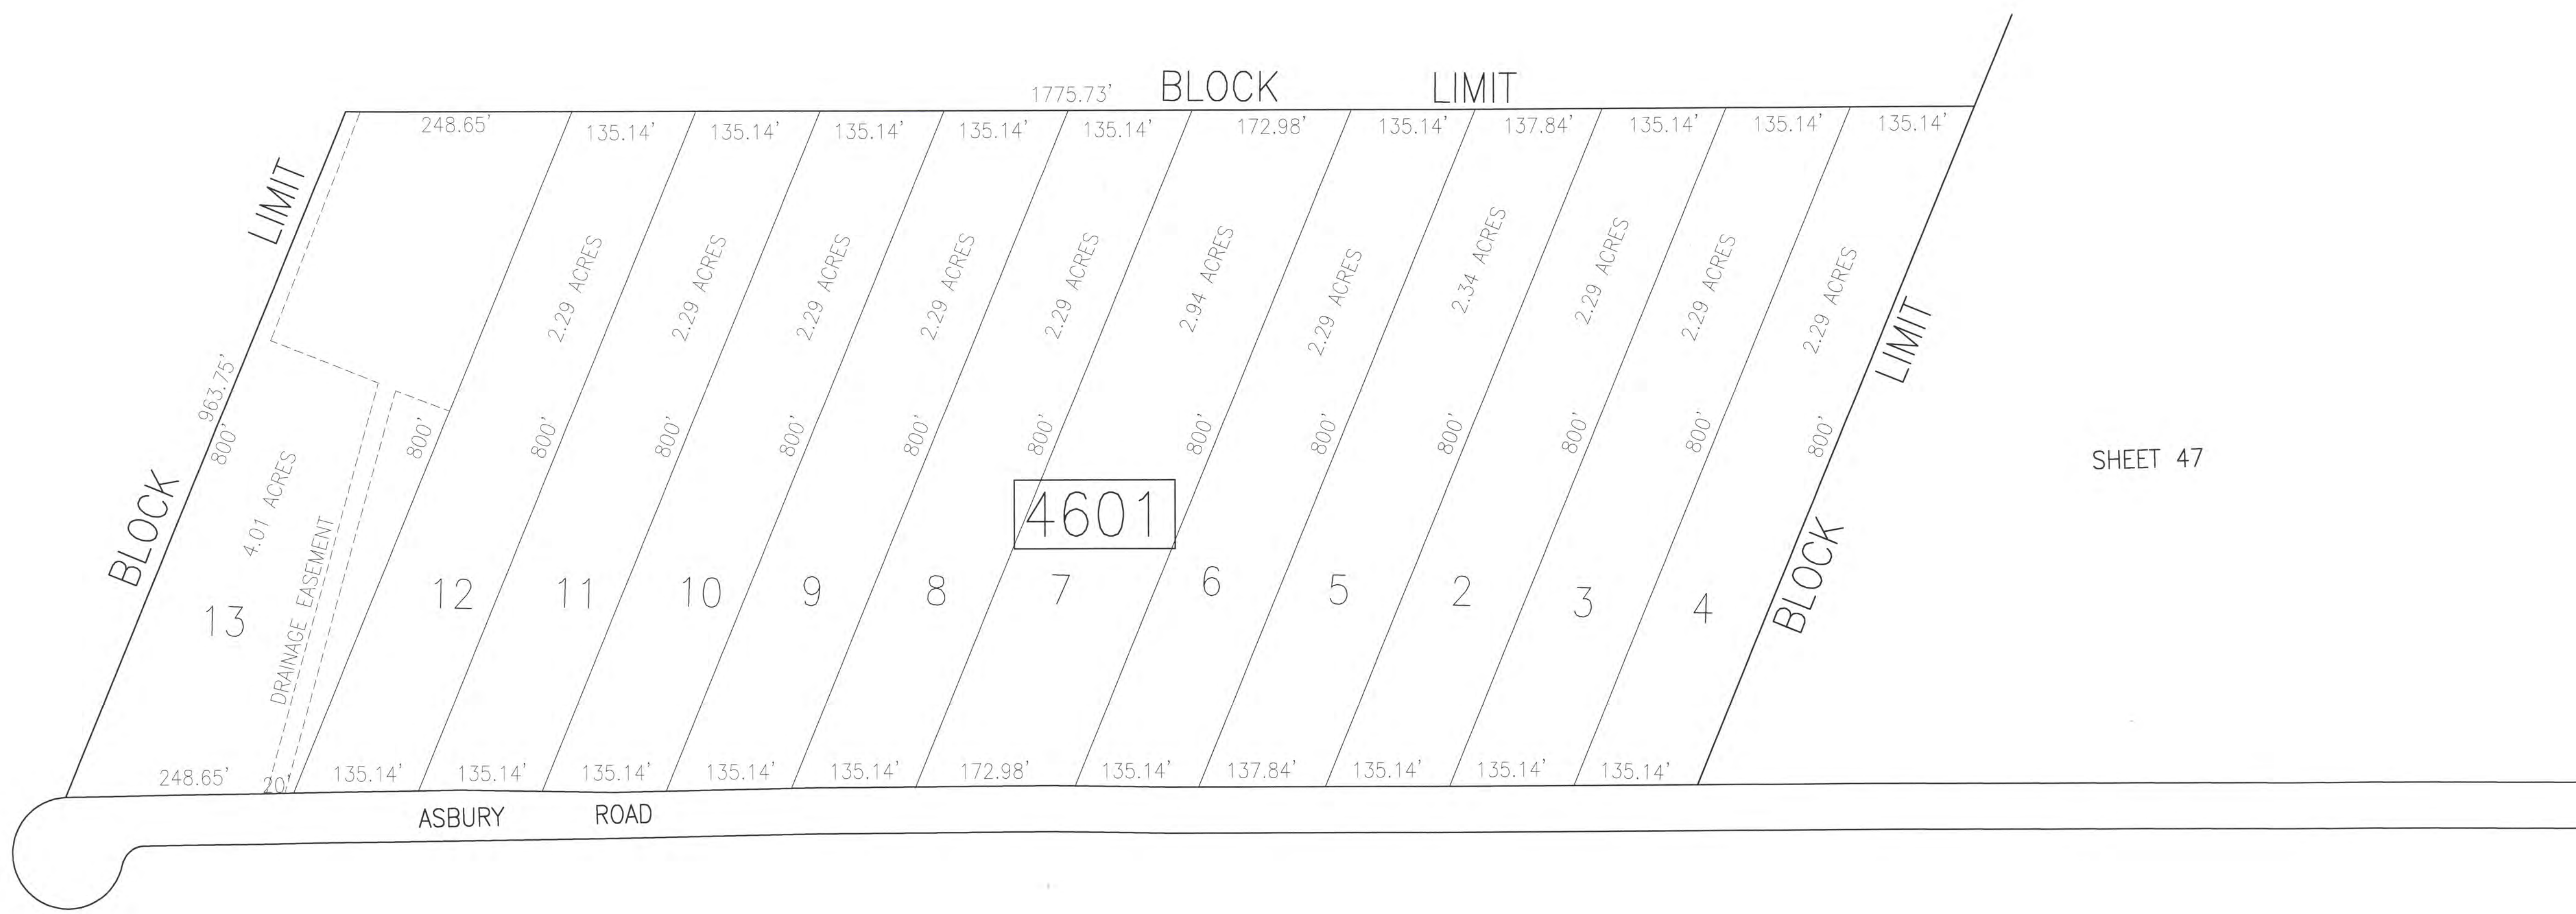 BLOCK LIMIT
1775.73'
248.65' 135.14' 135.14' 135.14' 135.14' 135.14' 172.98' 135.14' 137.84' 135.14' 135.14' 135.14'
BLOCK LIMIT
963.75'
800'
4.01 ACRES
2.29 ACRES
2.29 ACRES
2.29 ACRES
2.29 ACRES
2.29 ACRES
2.94 ACRES
2.29 ACRES
2.34 ACRES
2.29 ACRES
2.29 ACRES
2.29 ACRES
800' 800' 800' 800' 800' 800' 800' 800' 800' 800' 800' 800'
BLOCK LIMIT
SHEET 47
4601
DRAINAGE EASEMENT
13 12 11 10 9 8 7 6 5 2 3 4
248.65' 20' 135.14' 135.14' 135.14' 135.14' 135.14' 172.98' 135.14' 137.84' 135.14' 135.14' 135.14'
ASBURY ROAD